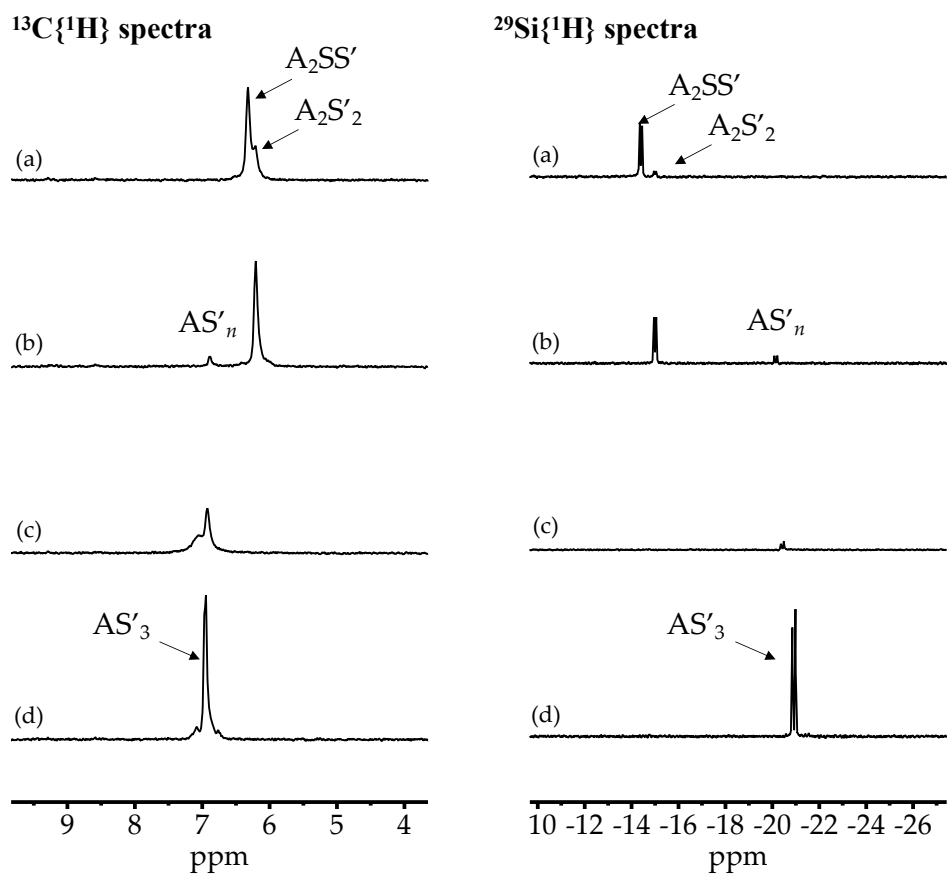 ¹³C{¹H} spectra
A₂SS′
A₂S′₂
(a)
AS′ₙ
(b)
(c)
AS′₃
(d)
9 8 7 6 5 4
ppm
²⁹Si{¹H} spectra
A₂SS′
A₂S′₂
(a)
AS′ₙ
(b)
(c)
AS′₃
(d)
10 -12 -14 -16 -18 -20 -22 -24 -26
ppm